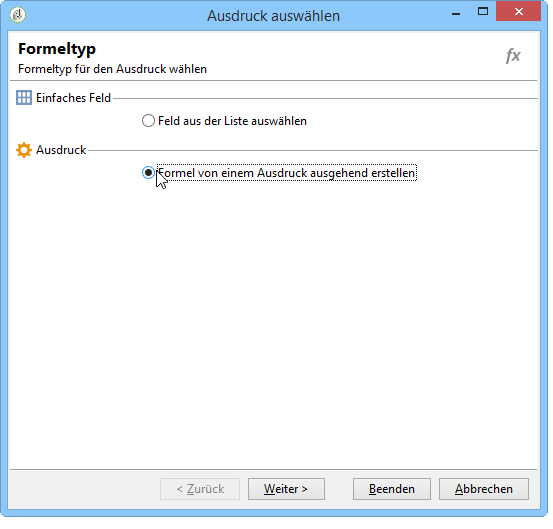 Ausdruck auswählen
Formeltyp
Formeltyp für den Ausdruck wählen
fx
Einfaches Feld
Feld aus der Liste auswählen
Ausdruck
Formel von einem Ausdruck ausgehend erstellen
< Zurück Weiter > Beenden Abbrechen